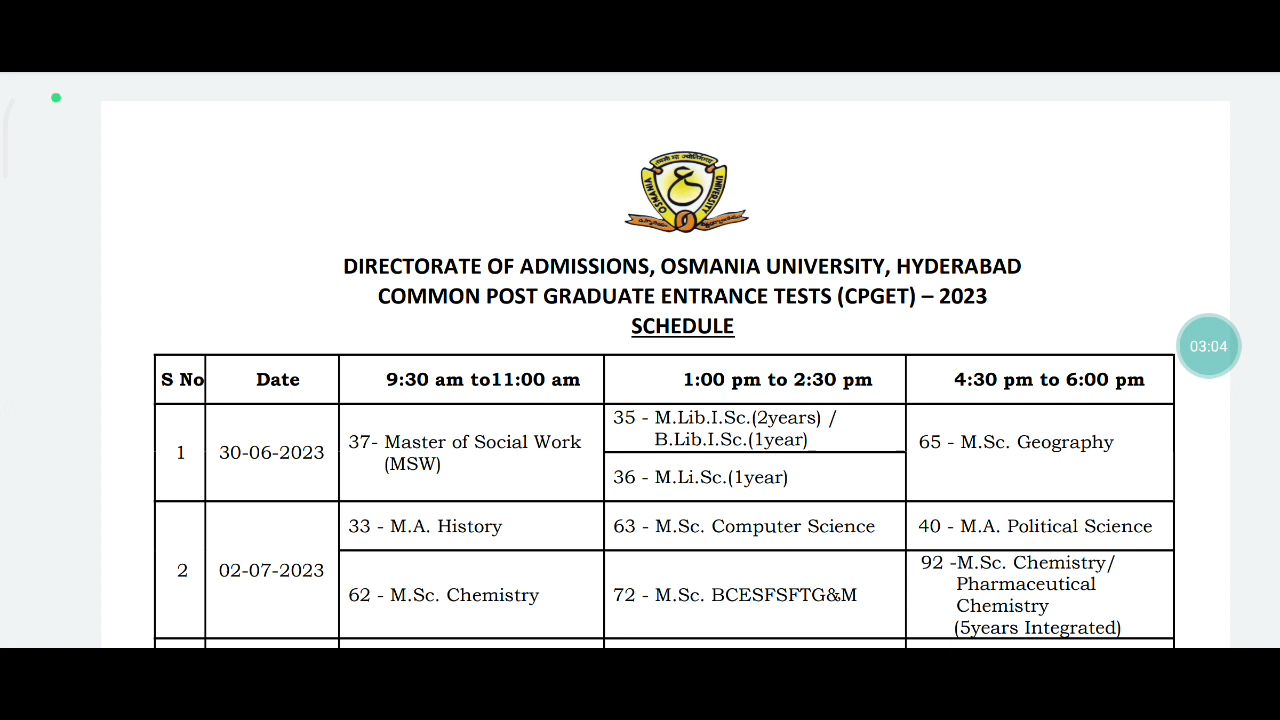 OSMANIA UNIVERSITY
DIRECTORATE OF ADMISSIONS, OSMANIA UNIVERSITY, HYDERABAD
COMMON POST GRADUATE ENTRANCE TESTS (CPGET) – 2023
SCHEDULE
03:04
S No Date 9:30 am to11:00 am 1:00 pm to 2:30 pm 4:30 pm to 6:00 pm
1 30-06-2023
37- Master of Social Work
(MSW)
35 - M.Lib.I.Sc.(2years) /
B.Lib.I.Sc.(1year)
36 - M.Li.Sc.(1year)
65 - M.Sc. Geography
2 02-07-2023
33 - M.A. History
63 - M.Sc. Computer Science
40 - M.A. Political Science
62 - M.Sc. Chemistry
72 - M.Sc. BCESFSFTG&M
92 -M.Sc. Chemistry/
Pharmaceutical
Chemistry
(5years Integrated)